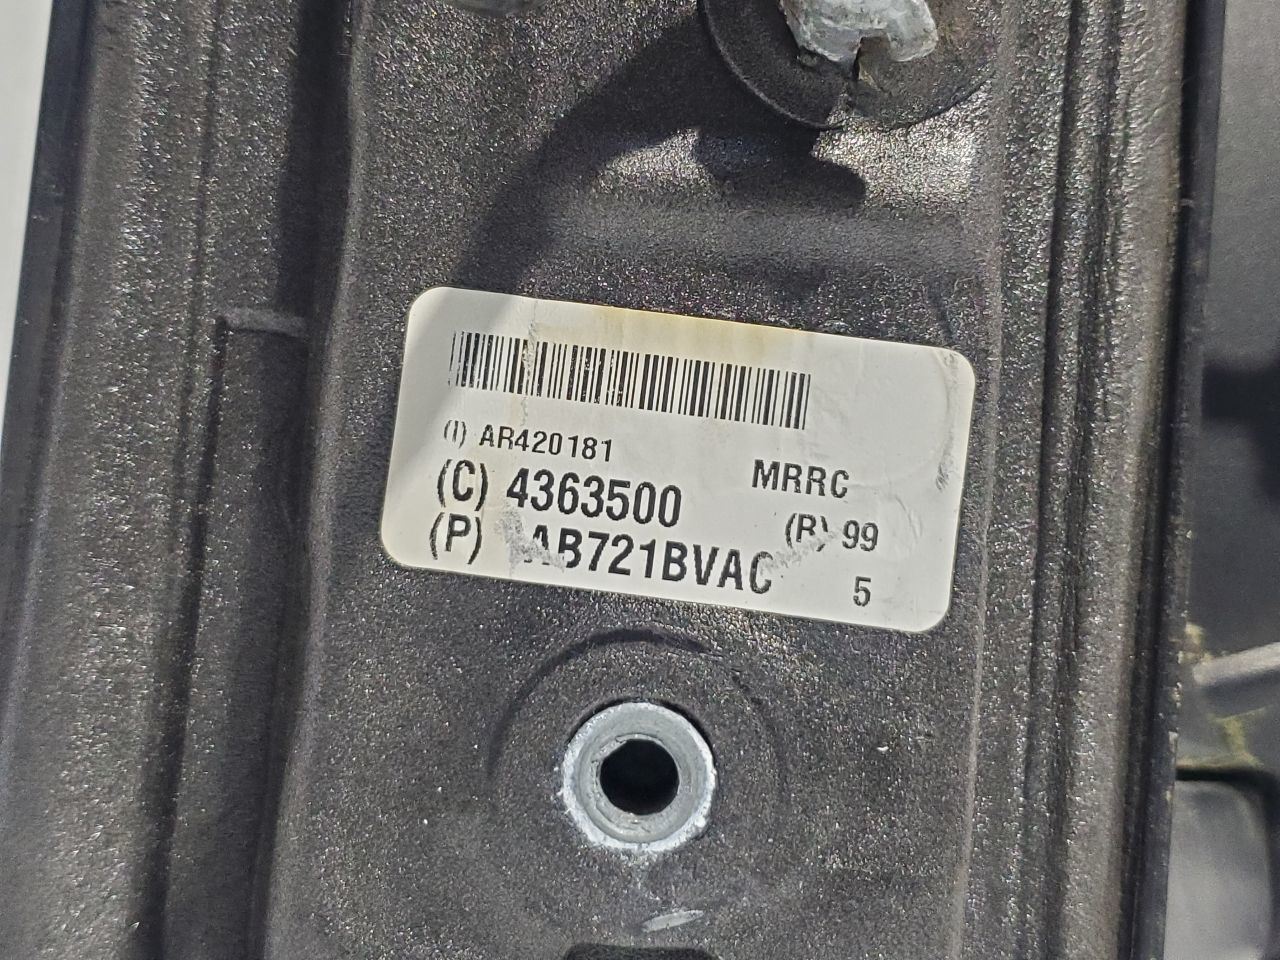 (I) AR420181
MRRC
(C) 4363500
(R) 99
(P) AB721BVAC
5